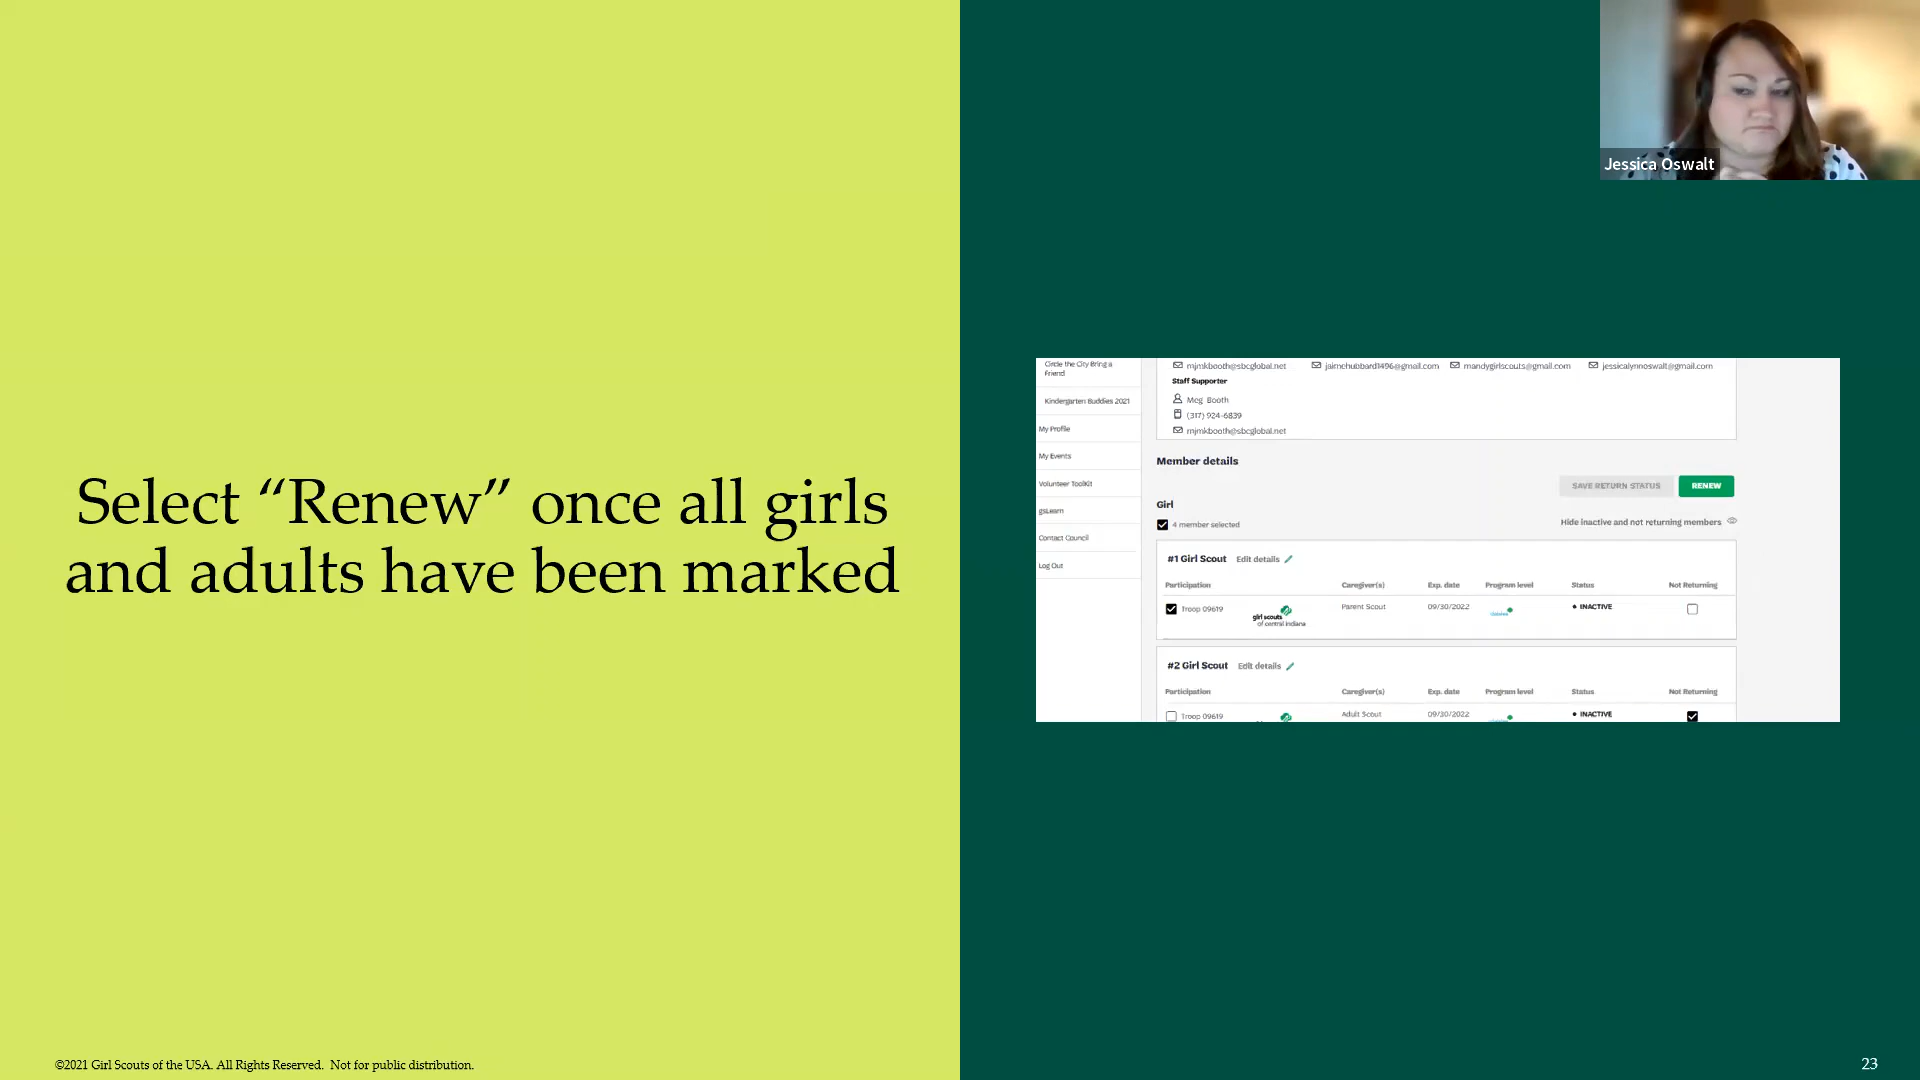 Jessica Oswalt
Select “Renew” once all girls
and adults have been marked
Circle the City Bring a
Friend
Kindergarten Buddies 2021
My Profile
My Events
Volunteer ToolKit
gsLearn
Contact Council
Log Out
mjmkbooth@sbcglobal.net jaimehubbard1496@gmail.com mandygirlscouts@gmail.com jessicalynnoswalt@gmail.com
Staff Supporter
Meg Booth
(317) 924-6839
mjmkbooth@sbcglobal.net
Member details
SAVE RETURN STATUS RENEW
Girl
4 member selected Hide inactive and not returning members
#1 Girl Scout Edit details
Participation Caregiver(s) Exp. date Program level Status Not Returning
Troop 09619 girl scouts of central indiana Parent Scout 09/30/2022 INACTIVE
#2 Girl Scout Edit details
Participation Caregiver(s) Exp. date Program level Status Not Returning
Troop 09619 Adult Scout 09/30/2022 INACTIVE
©2021 Girl Scouts of the USA. All Rights Reserved. Not for public distribution.
23